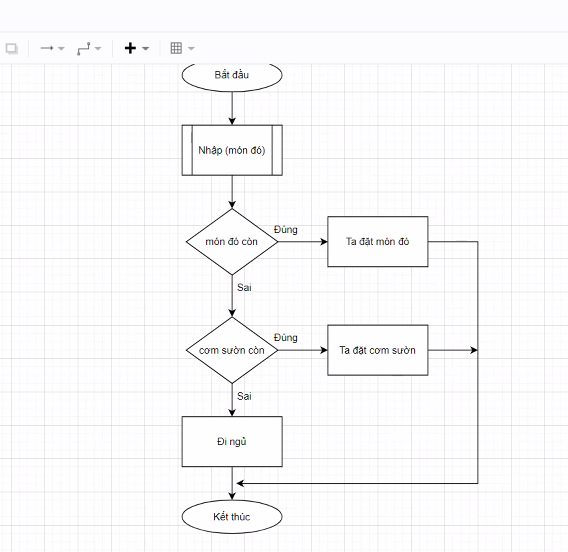 Bắt đầu
Nhập (món đó)
món đó còn
Đúng
Ta đặt món đó
Sai
cơm sườn còn
Đúng
Ta đặt cơm sườn
Sai
Đi ngủ
Kết thúc